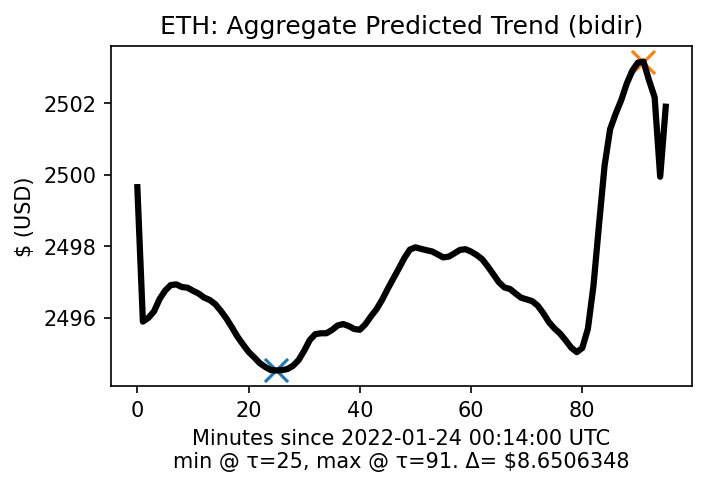 ETH: Aggregate Predicted Trend (bidir)
2502
2500
2498
2496
$ (USD)
0 20 40 60 80
Minutes since 2022-01-24 00:14:00 UTC
min @ τ=25, max @ τ=91. Δ= $8.6506348